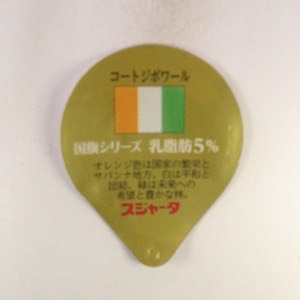 コートジボワール
国旗シリーズ 乳脂肪5%
オレンジ色は国家の繁栄と
サバンナ地方、白は平和と
団結、緑は未来への
希望と豊かな林。
スジャータ